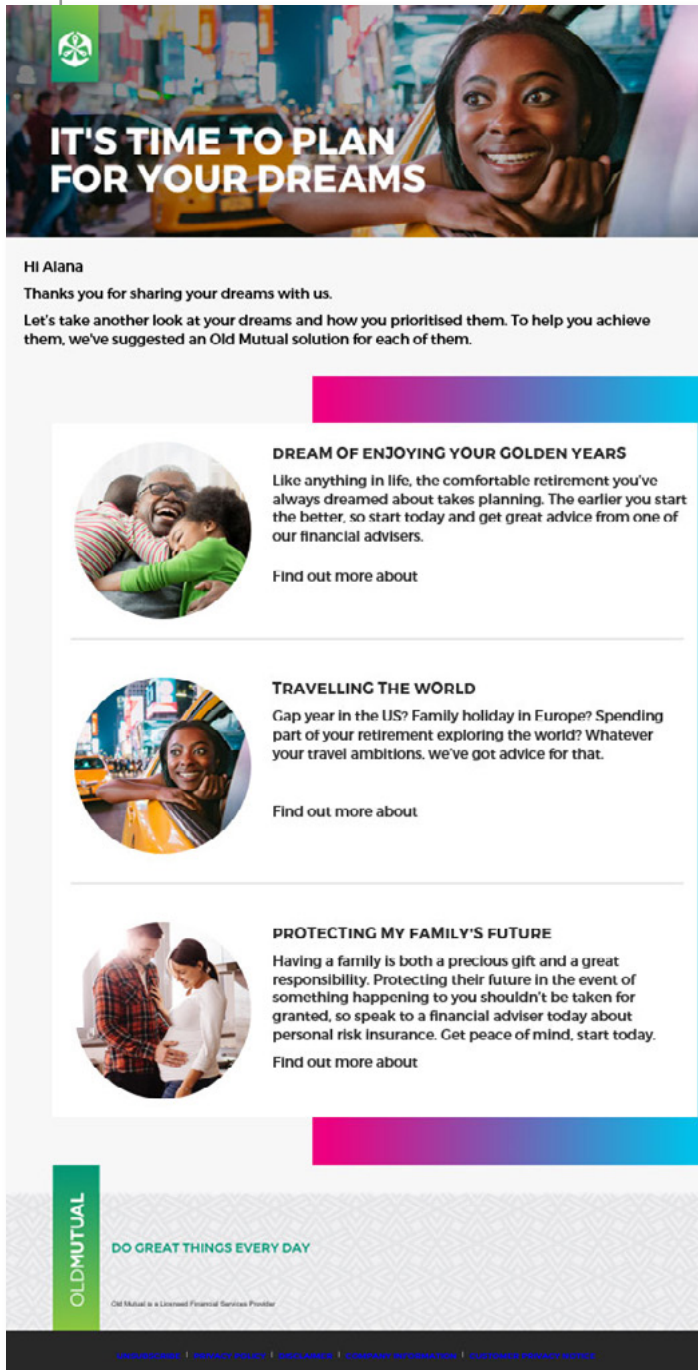 IT'S TIME TO PLAN
FOR YOUR DREAMS
Hi Alana
Thanks you for sharing your dreams with us.
Let's take another look at your dreams and how you prioritised them. To help you achieve
them, we've suggested an Old Mutual solution for each of them.
DREAM OF ENJOYING YOUR GOLDEN YEARS
Like anything in life, the comfortable retirement you've
always dreamed about takes planning. The earlier you start
the better, so start today and get great advice from one of
our financial advisers.
Find out more about
TRAVELLING THE WORLD
Gap year in the US? Family holiday in Europe? Spending
part of your retirement exploring the world? Whatever
your travel ambitions, we've got advice for that.
Find out more about
PROTECTING MY FAMILY'S FUTURE
Having a family is both a precious gift and a great
responsibility. Protecting their future in the event of
something happening to you shouldn't be taken for
granted, so speak to a financial adviser today about
personal risk insurance. Get peace of mind, start today.
Find out more about
OLDMUTUAL
DO GREAT THINGS EVERY DAY
Old Mutual is a Licensed Financial Services Provider
UNSUBSCRIBE | PRIVACY POLICY | DISCLAIMER | COMPANY INFORMATION | CUSTOMER PRIVACY NOTICE